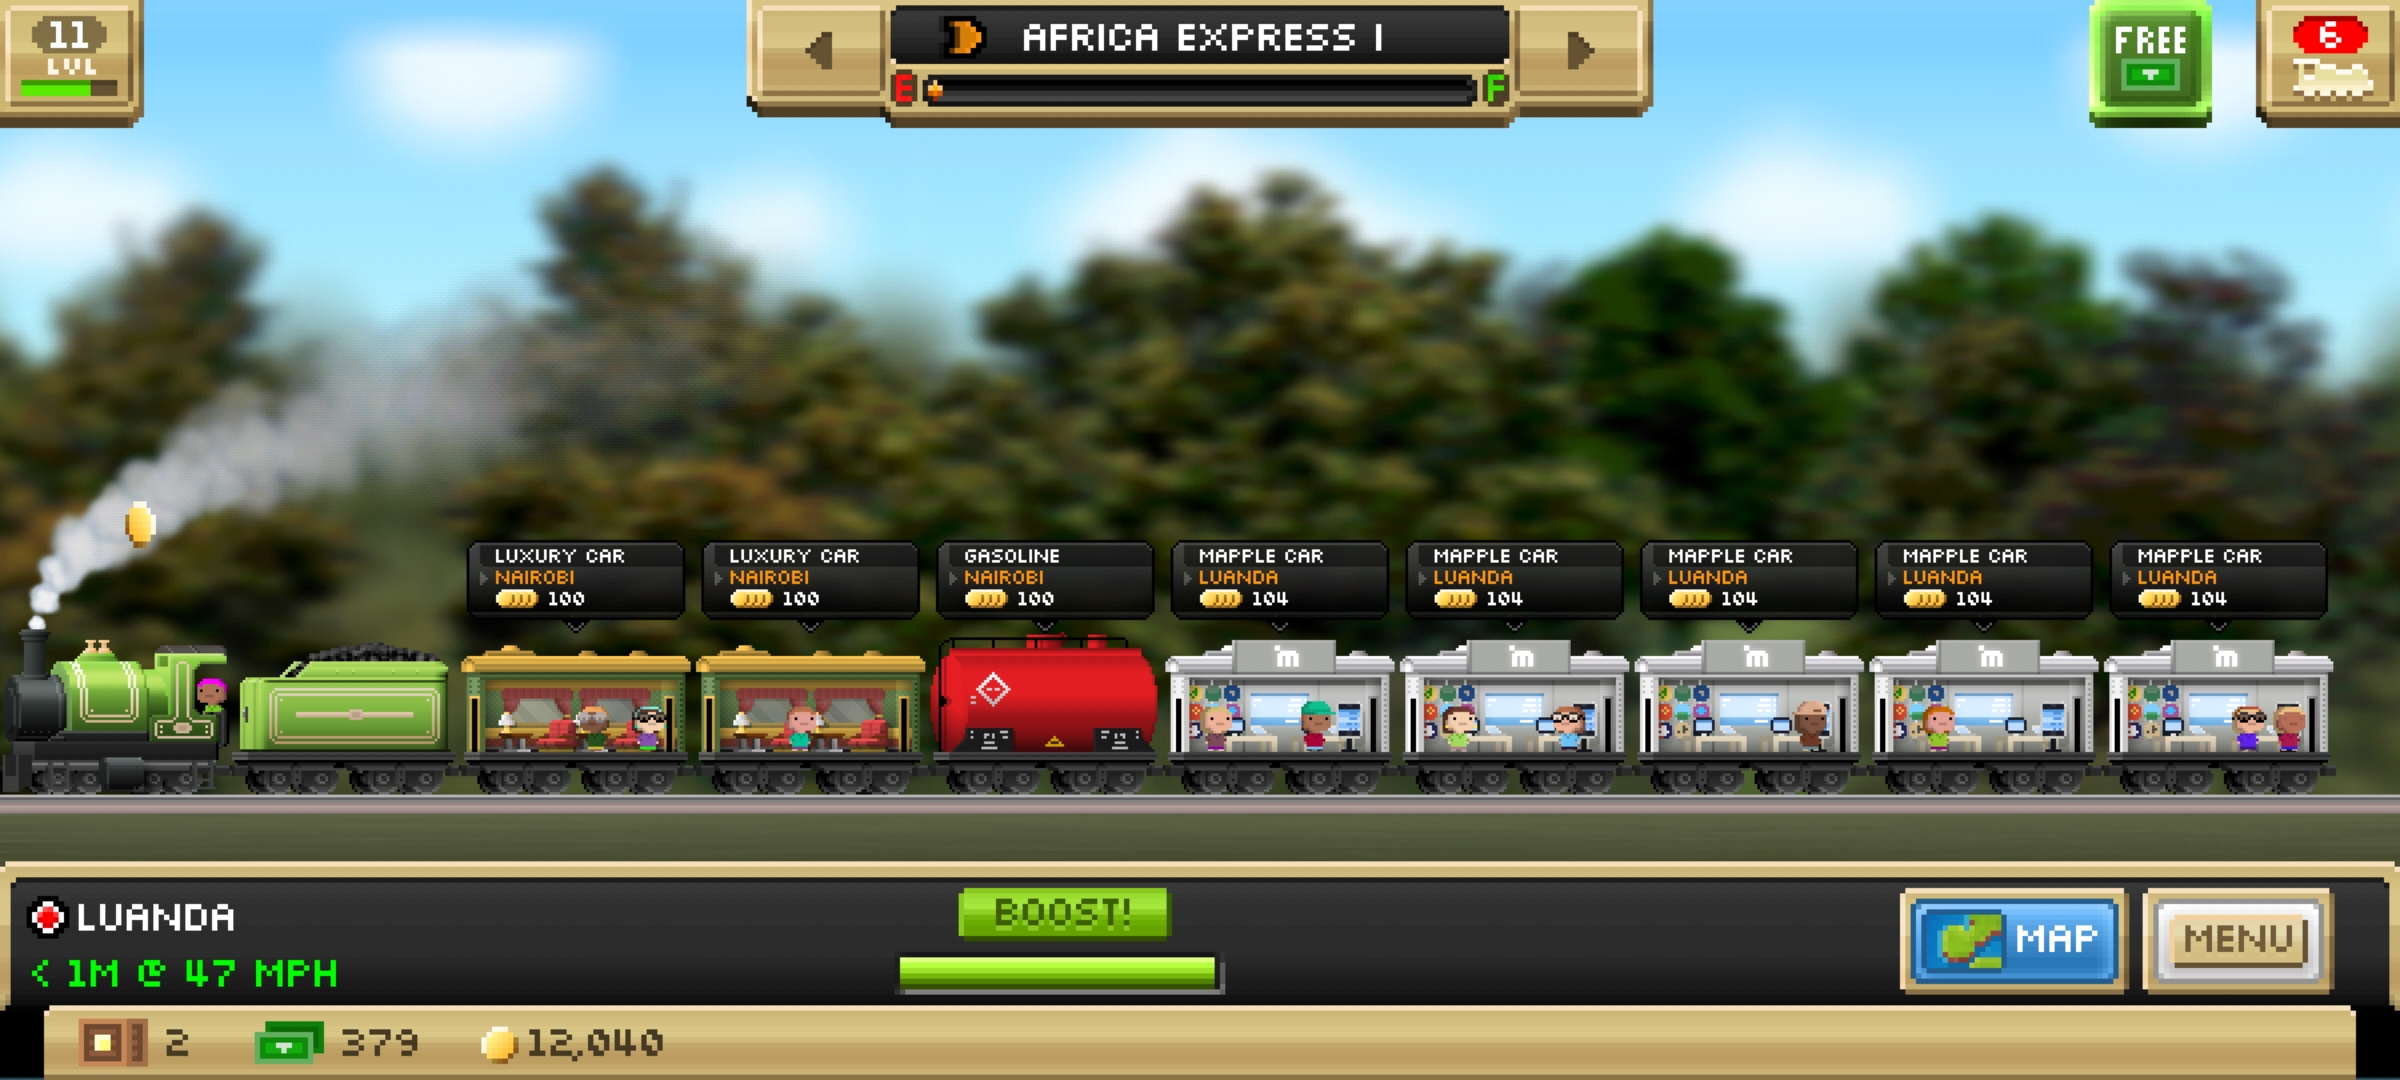 11
LVL
AFRICA EXPRESS I
E
F
FREE
6
LUXURY CAR
NAIROBI
100
LUXURY CAR
NAIROBI
100
GASOLINE
NAIROBI
100
MAPPLE CAR
LUANDA
104
MAPPLE CAR
LUANDA
104
MAPPLE CAR
LUANDA
104
MAPPLE CAR
LUANDA
104
MAPPLE CAR
LUANDA
104
m
m
m
m
m
LUANDA
< 1M @ 47 MPH
BOOST!
MAP
MENU
2
379
12,040